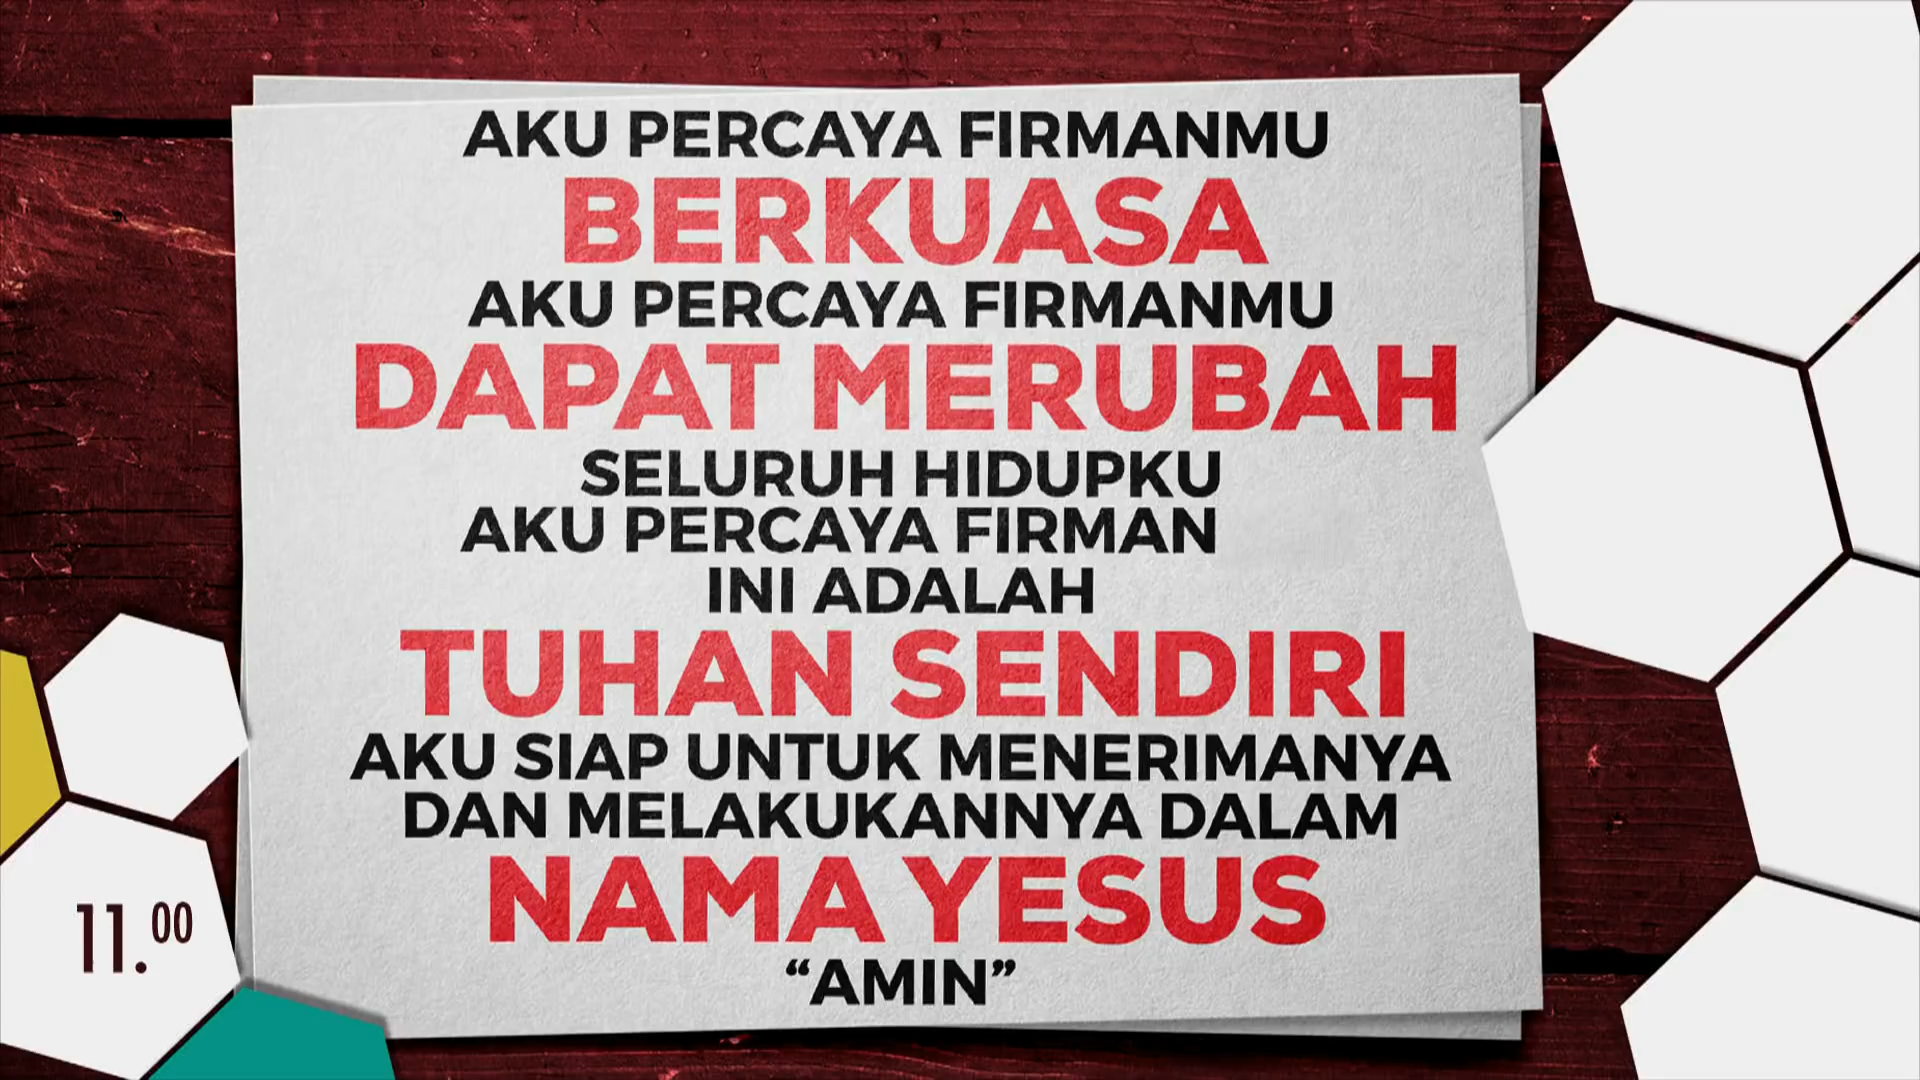 AKU PERCAYA FIRMANMU
BERKUASA
AKU PERCAYA FIRMANMU
DAPAT MERUBAH
SELURUH HIDUPKU
AKU PERCAYA FIRMAN
INI ADALAH
TUHAN SENDIRI
AKU SIAP UNTUK MENERIMANYA
DAN MELAKUKANNYA DALAM
NAMA YESUS
“AMIN”
11.00